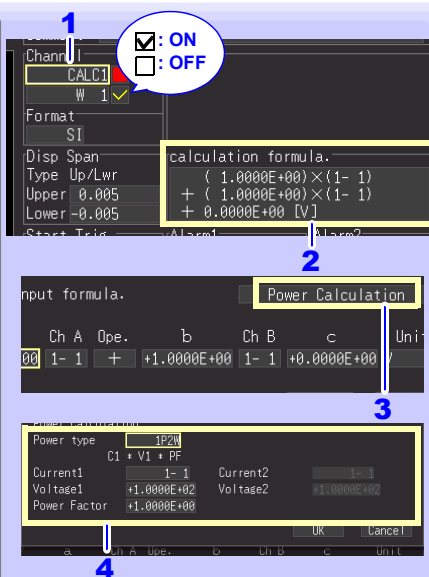 1
☑: ON
☐: OFF
Channel
CALC1
W 1
Format
SI
Disp Span
Type Up/Lwr
Upper 0.005
Lower -0.005
calculation formula.
( 1.0000E+00)×(1- 1)
+ ( 1.0000E+00)×(1- 1)
+ 0.0000E+00 [V]
Start Trig
Alarm1
Alarm2
2
nput formula.
Power Calculation
Ch A Ope. b Ch B c Uni
00 1- 1 + +1.0000E+00 1- 1 +0.0000E+00
3
Power Calculation
Power type 1P2W
C1 * V1 * PF
Current1 1- 1 Current2 1- 1
Voltage1 +1.0000E+02 Voltage2 +1.0000E+02
Power Factor +1.0000E+00
OK Cancel
a Ch A Ope. b Ch B c Unit
4